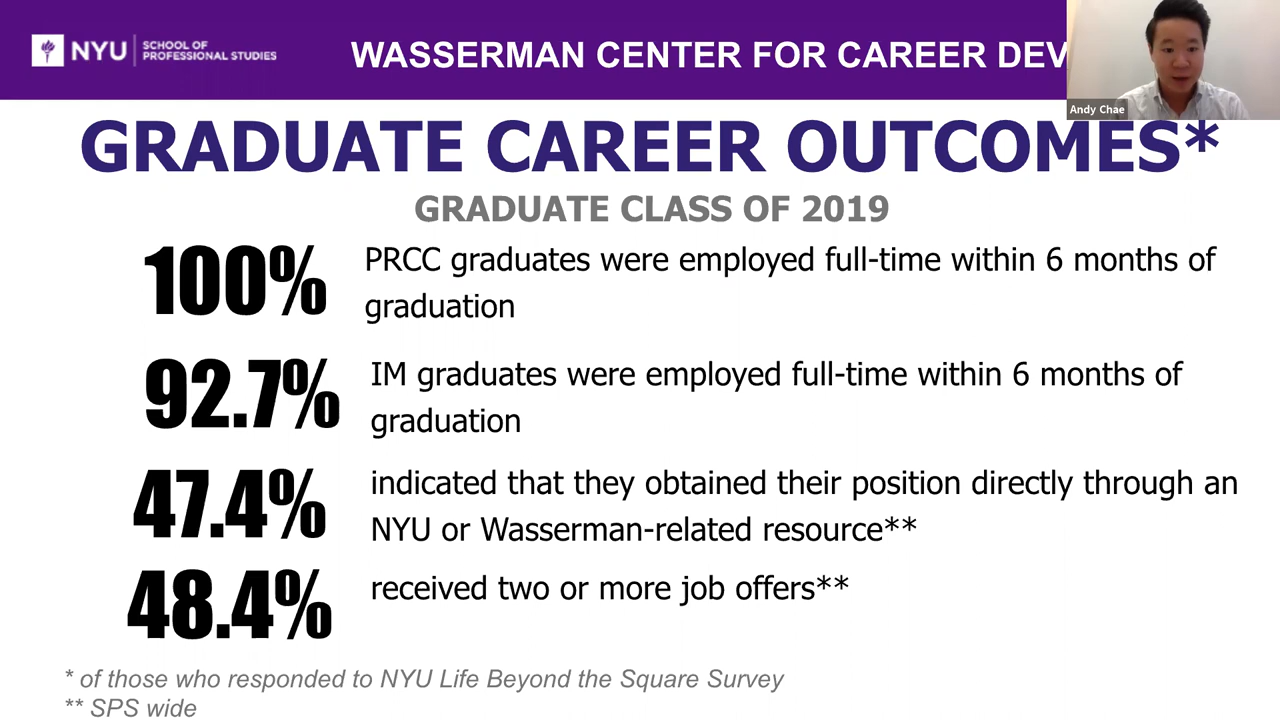 NYU SCHOOL OF PROFESSIONAL STUDIES
WASSERMAN CENTER FOR CAREER DEV
Andy Chae
GRADUATE CAREER OUTCOMES*
GRADUATE CLASS OF 2019
100% PRCC graduates were employed full-time within 6 months of
graduation
92.7% IM graduates were employed full-time within 6 months of
graduation
47.4% indicated that they obtained their position directly through an
NYU or Wasserman-related resource**
48.4% received two or more job offers**
* of those who responded to NYU Life Beyond the Square Survey
** SPS wide